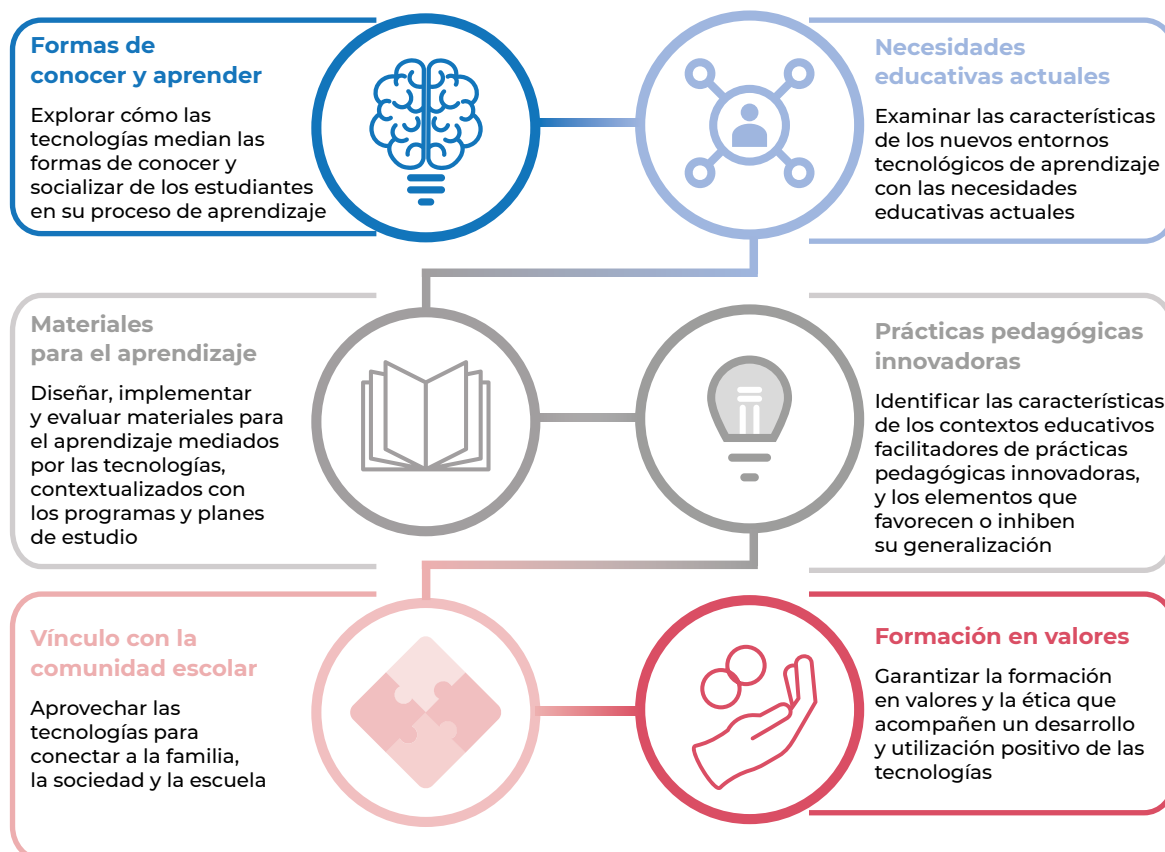 Formas de
conocer y aprender
Explorar cómo las
tecnologías median las
formas de conocer y
socializar de los estudiantes
en su proceso de aprendizaje
Necesidades
educativas actuales
Examinar las características
de los nuevos entornos
tecnológicos de aprendizaje
con las necesidades
educativas actuales
Materiales
para el aprendizaje
Diseñar, implementar
y evaluar materiales para
el aprendizaje mediados
por las tecnologías,
contextualizados con
los programas y planes
de estudio
Prácticas pedagógicas
innovadoras
Identificar las características
de los contextos educativos
facilitadores de prácticas
pedagógicas innovadoras,
y los elementos que
favorecen o inhiben
su generalización
Vínculo con la
comunidad escolar
Aprovechar las
tecnologías para
conectar a la familia,
la sociedad y la escuela
Formación en valores
Garantizar la formación
en valores y la ética que
acompañen un desarrollo
y utilización positivo de las
tecnologías